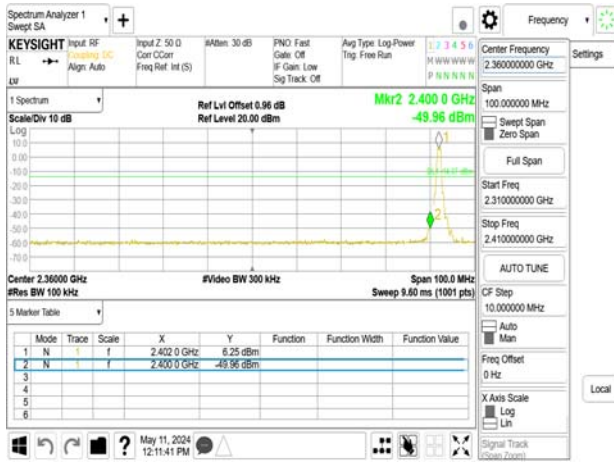 Spectrum Analyzer 1
Swept SA
+
Frequency
Settings
KEYSIGHT
RL
Input: RF
Coupling: DC
Align: Auto
Input Z: 50 Ω
Corr CCorr
Freq Ref: Int (S)
#Atten: 30 dB
PNO: Fast
Gate: Off
IF Gain: Low
Sig Track: Off
Avg Type: Log-Power
Trig: Free Run
1 2 3 4 5 6
M W W W W W
P N N N N N
Center Frequency
2.360000000 GHz
Span
100.000000 MHz
Swept Span
Zero Span
Full Span
Start Freq
2.310000000 GHz
Stop Freq
2.410000000 GHz
AUTO TUNE
CF Step
10.000000 MHz
Auto
Man
Freq Offset
0 Hz
X Axis Scale
Log
Lin
Signal Track
(Span Zoom)
Local
1 Spectrum
Scale/Div 10 dB
Ref Lvl Offset 0.96 dB
Ref Level 20.00 dBm
Mkr2 2.400 0 GHz
-49.96 dBm
Log
10.0
0.00
-10.0
-20.0
-30.0
-40.0
-50.0
-60.0
-70.0
1
2
Center 2.36000 GHz
#Res BW 100 kHz
#Video BW 300 kHz
Span 100.0 MHz
Sweep 9.60 ms (1001 pts)
5 Marker Table
Mode Trace Scale X Y Function Function Width Function Value
1 N 1 f 2.402 0 GHz 6.25 dBm
2 N 1 f 2.400 0 GHz -49.96 dBm
3
4
5
6
?
May 11, 2024
12:11:41 PM